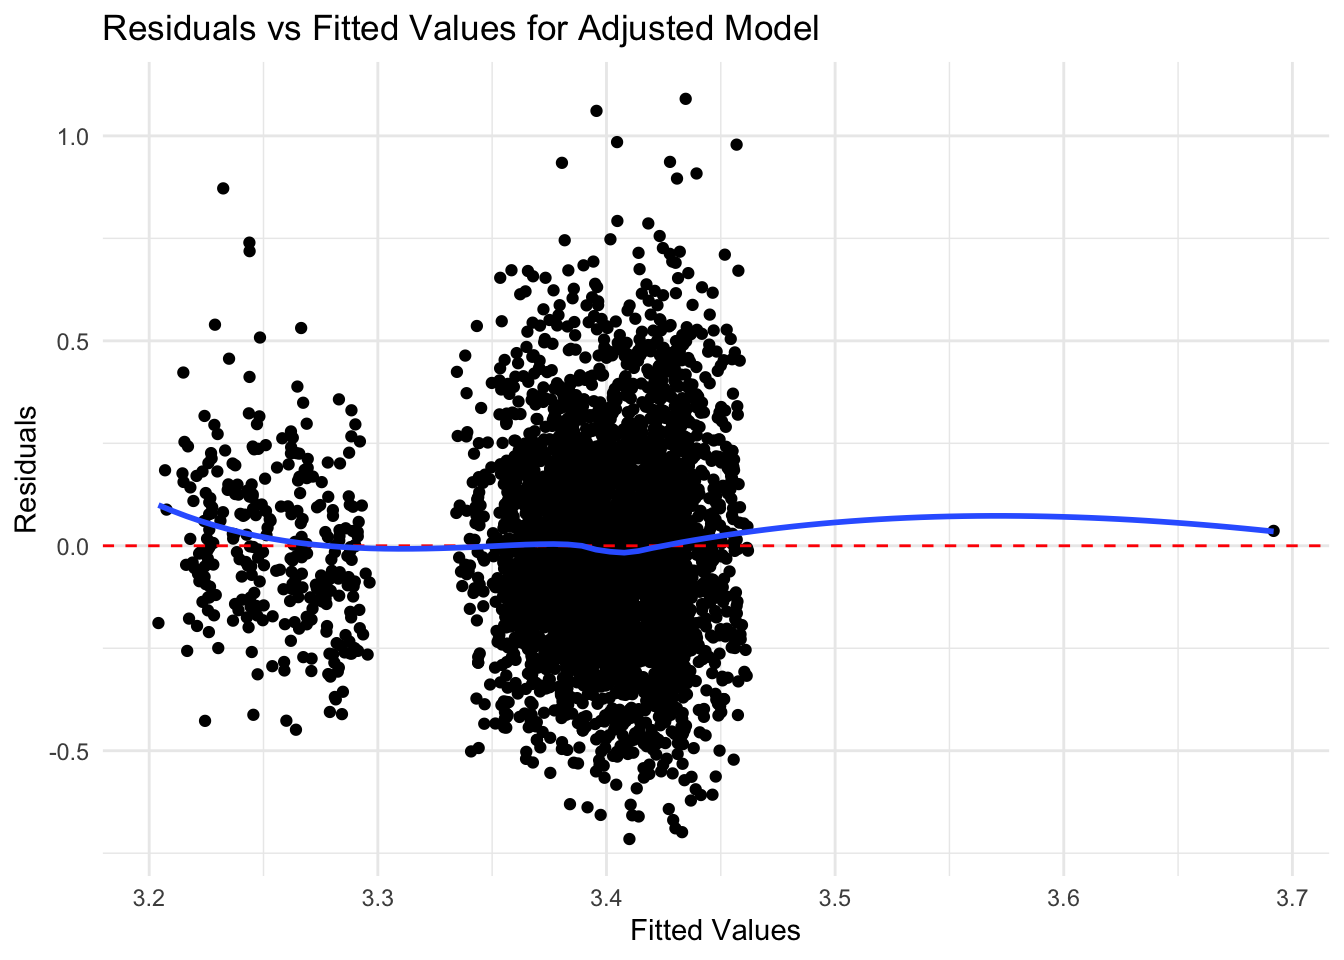 Residuals vs Fitted Values for Adjusted Model
1.0
0.5
0.0
-0.5
Residuals
3.2 3.3 3.4 3.5 3.6 3.7
Fitted Values